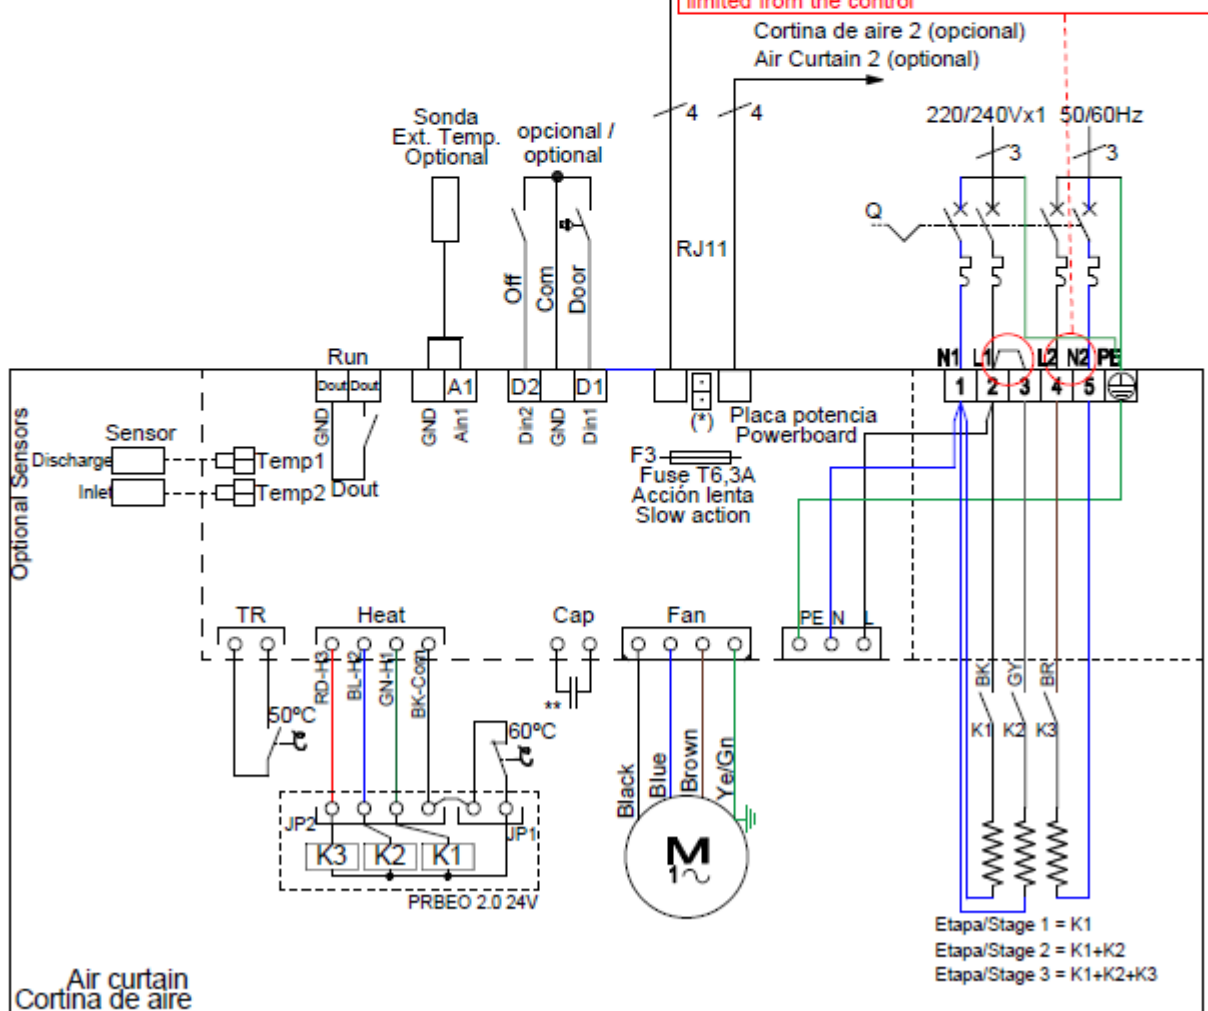 limited from the control
Cortina de aire 2 (opcional)
Air Curtain 2 (optional)
4
4
220/240Vx1 50/60Hz
3
3
Sonda
Ext. Temp.
Optional
opcional /
optional
Q
RJ11
Off
Com
Door
Run
N1 L1 L2 N2 PE
Dout Dout
A1
D2
D1
1 2 3 4 5
GND
GND
Ain1
Din2
GND
Din1
(*)
Placa potencia
Powerboard
F3
Fuse T6,3A
Acción lenta
Slow action
Optional Sensors
Sensor
Discharge
Temp1
Inlet
Temp2
Dout
TR
Heat
Cap
Fan
PE N L
RD-H3
BL-H2
GN-H1
BK-Com
**
50ºC
60ºC
Black
Blue
Brown
Ye/Gn
BK
GY
BR
K1
K2
K3
JP2
JP1
K3
K2
K1
PRBEO 2.0 24V
M
1
Etapa/Stage 1 = K1
Etapa/Stage 2 = K1+K2
Etapa/Stage 3 = K1+K2+K3
Air curtain
Cortina de aire